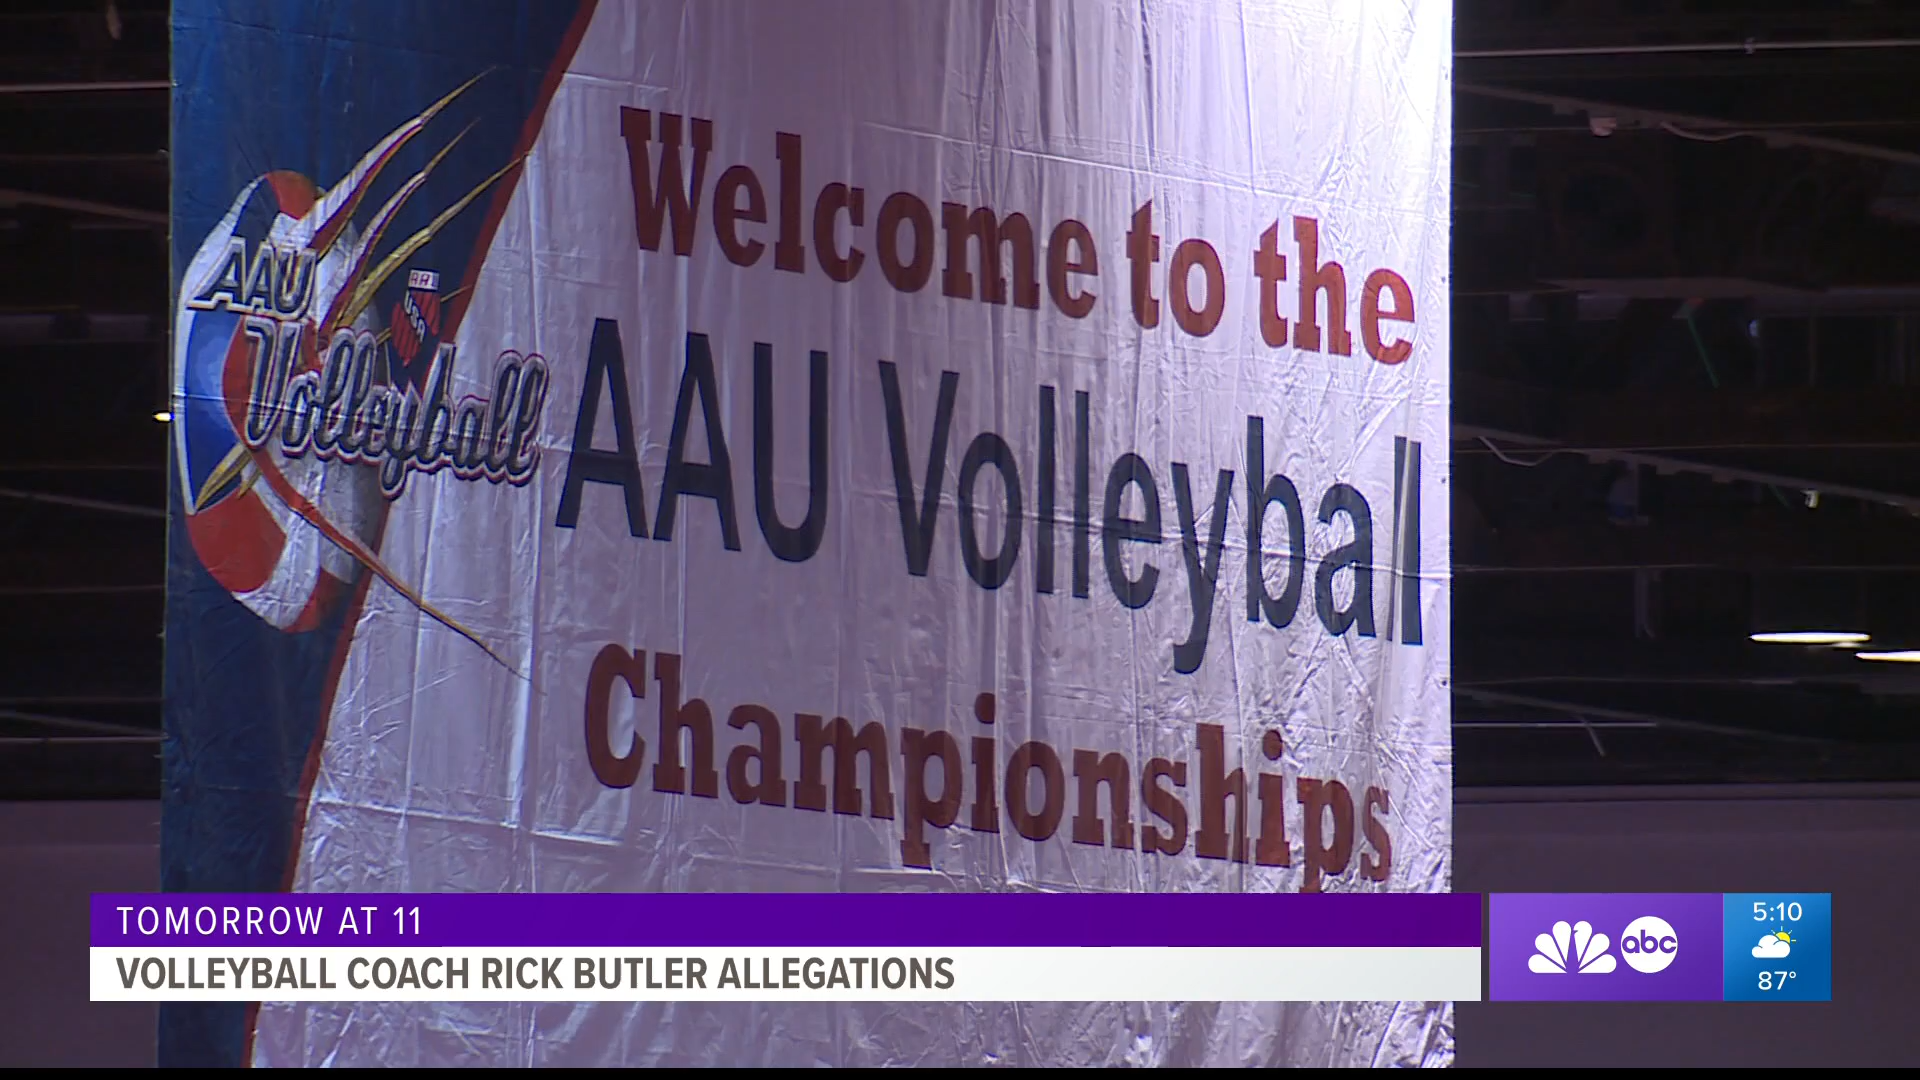 Welcome to the
AAU Volleyball
Championships
AAU
Volleyball
AAU
USA
TOMORROW AT 11
VOLLEYBALL COACH RICK BUTLER ALLEGATIONS
abc
5:10
87°